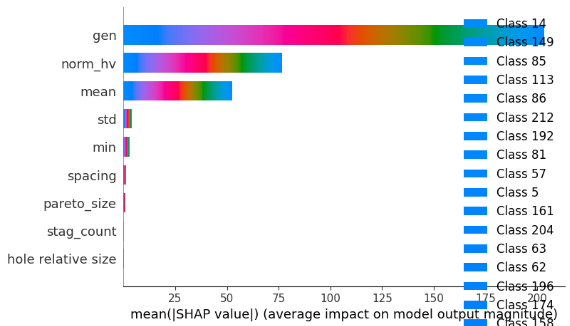 gen
norm_hv
mean
std
min
spacing
pareto_size
stag_count
hole relative size
Class 14
Class 149
Class 85
Class 113
Class 86
Class 212
Class 192
Class 81
Class 57
Class 5
Class 161
Class 204
Class 63
Class 62
Class 196
Class 174
Class 158
25 50 75 100 125 150 175 200
mean(|SHAP value|) (average impact on model output magnitude)